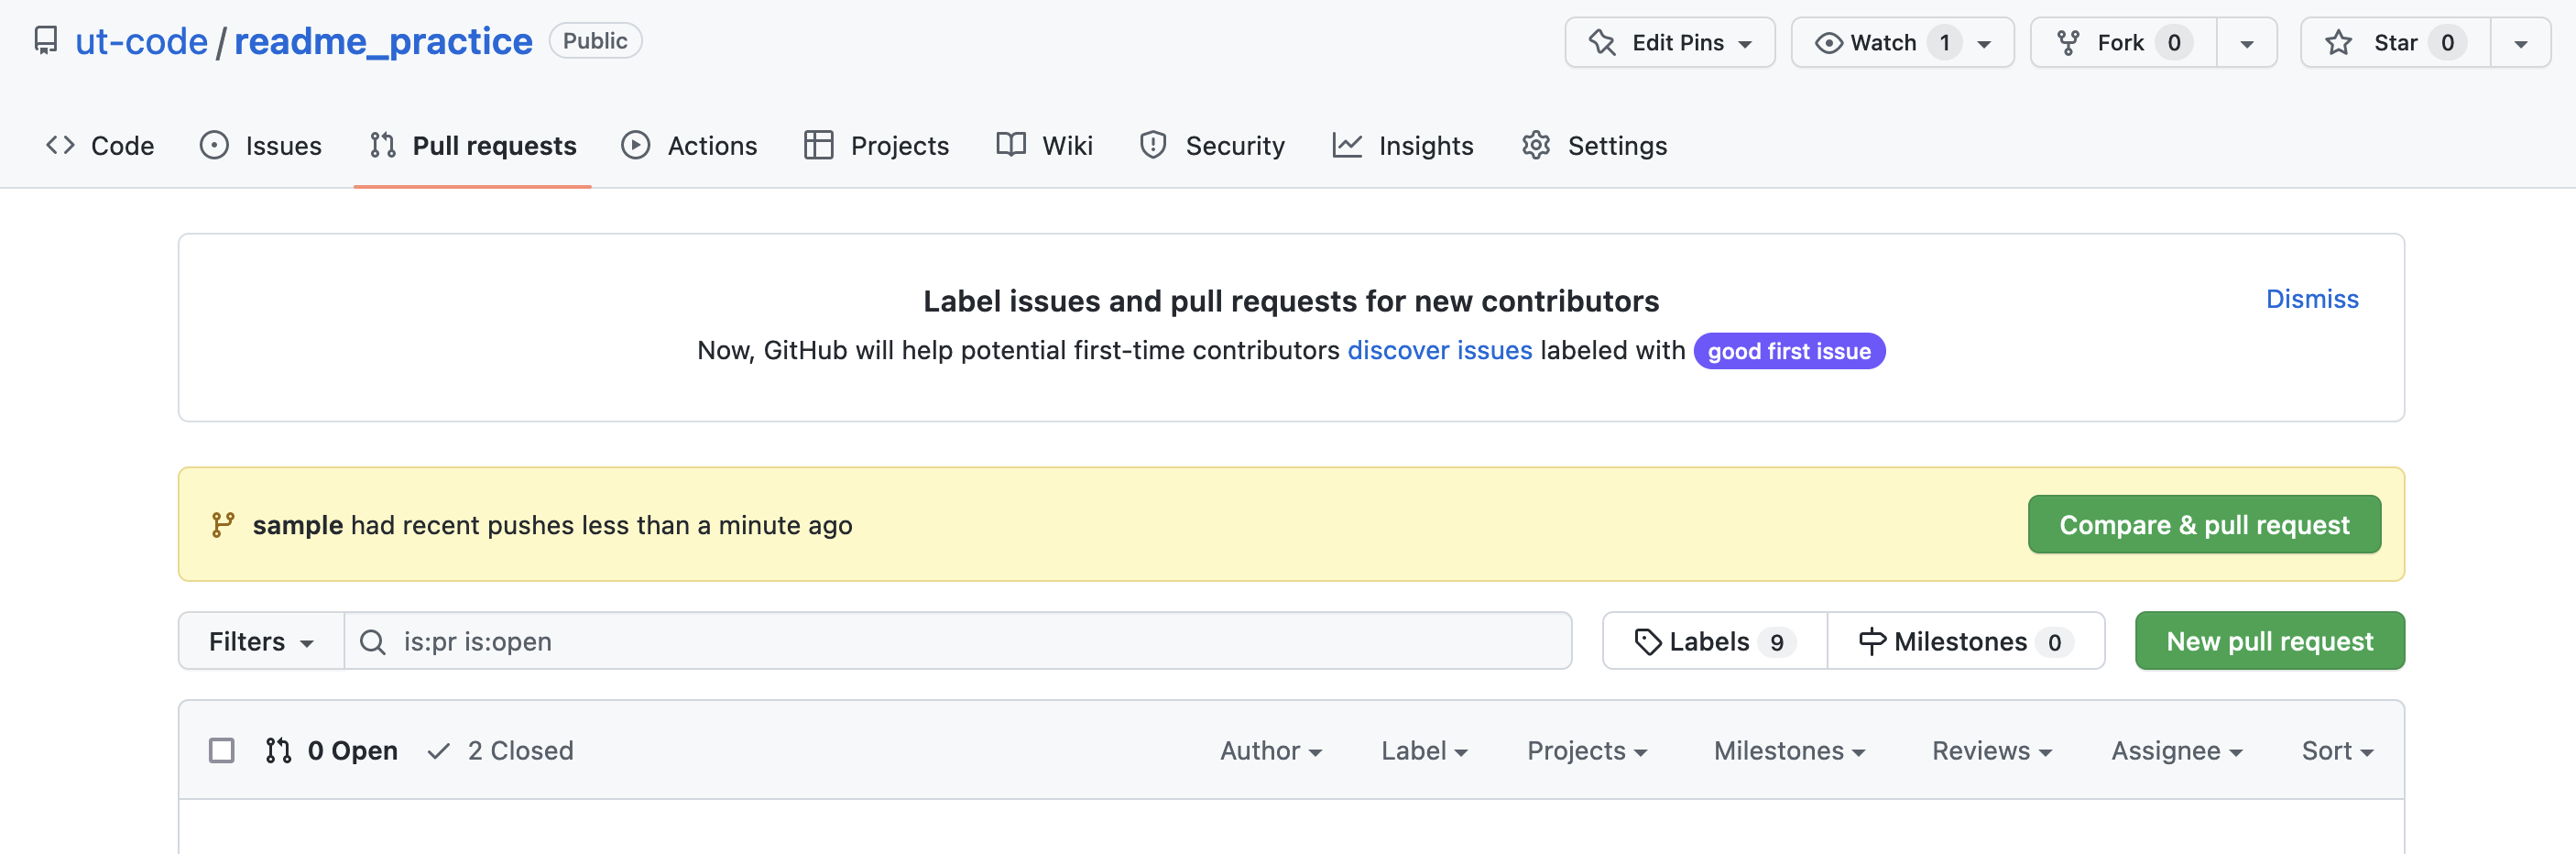 ut-code / readme_practice Public Edit Pins Watch 1 Fork 0 Star 0
Code Issues Pull requests Actions Projects Wiki Security Insights Settings
Label issues and pull requests for new contributors
Dismiss
Now, GitHub will help potential first-time contributors discover issues labeled with good first issue
sample had recent pushes less than a minute ago Compare & pull request
Filters is:pr is:open Labels 9 Milestones 0 New pull request
0 Open 2 Closed Author Label Projects Milestones Reviews Assignee Sort